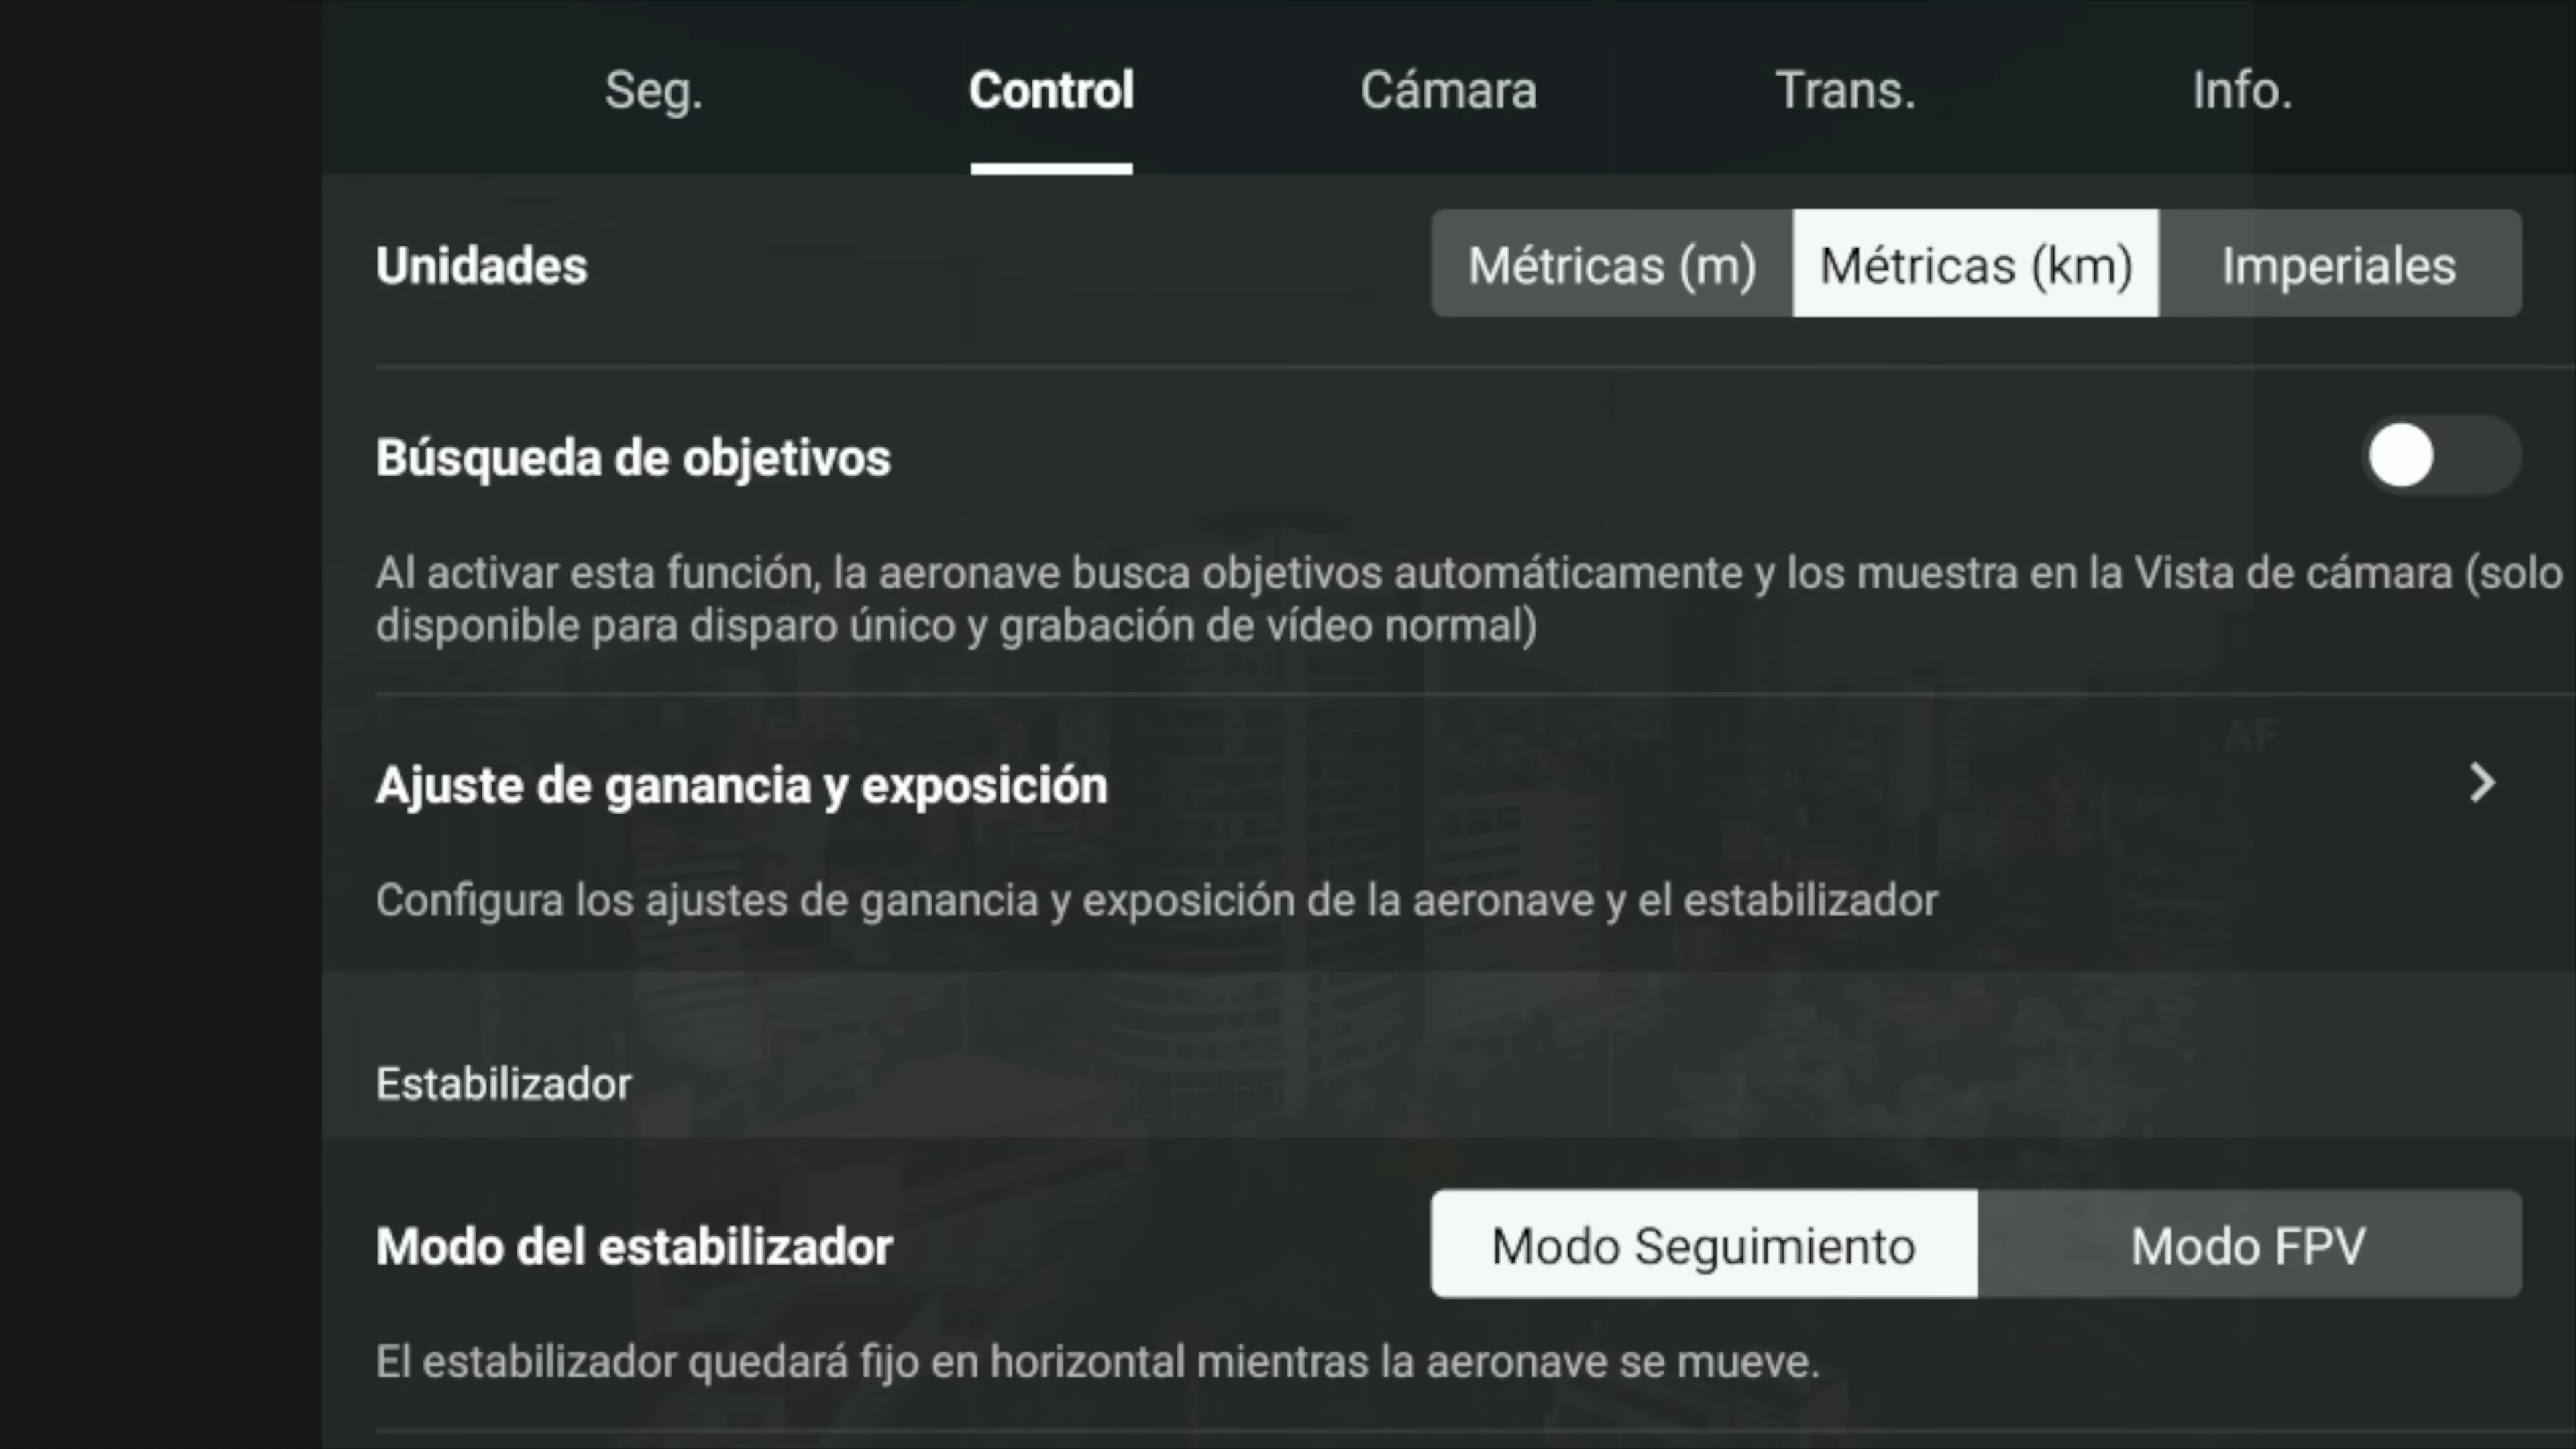 Seg. Control Cámara Trans. Info.
Unidades Métricas (m) Métricas (km) Imperiales
Búsqueda de objetivos
Al activar esta función, la aeronave busca objetivos automáticamente y los muestra en la Vista de cámara (solo
disponible para disparo único y grabación de vídeo normal)
AF
Ajuste de ganancia y exposición
Configura los ajustes de ganancia y exposición de la aeronave y el estabilizador
Estabilizador
Modo del estabilizador Modo Seguimiento Modo FPV
El estabilizador quedará fijo en horizontal mientras la aeronave se mueve.